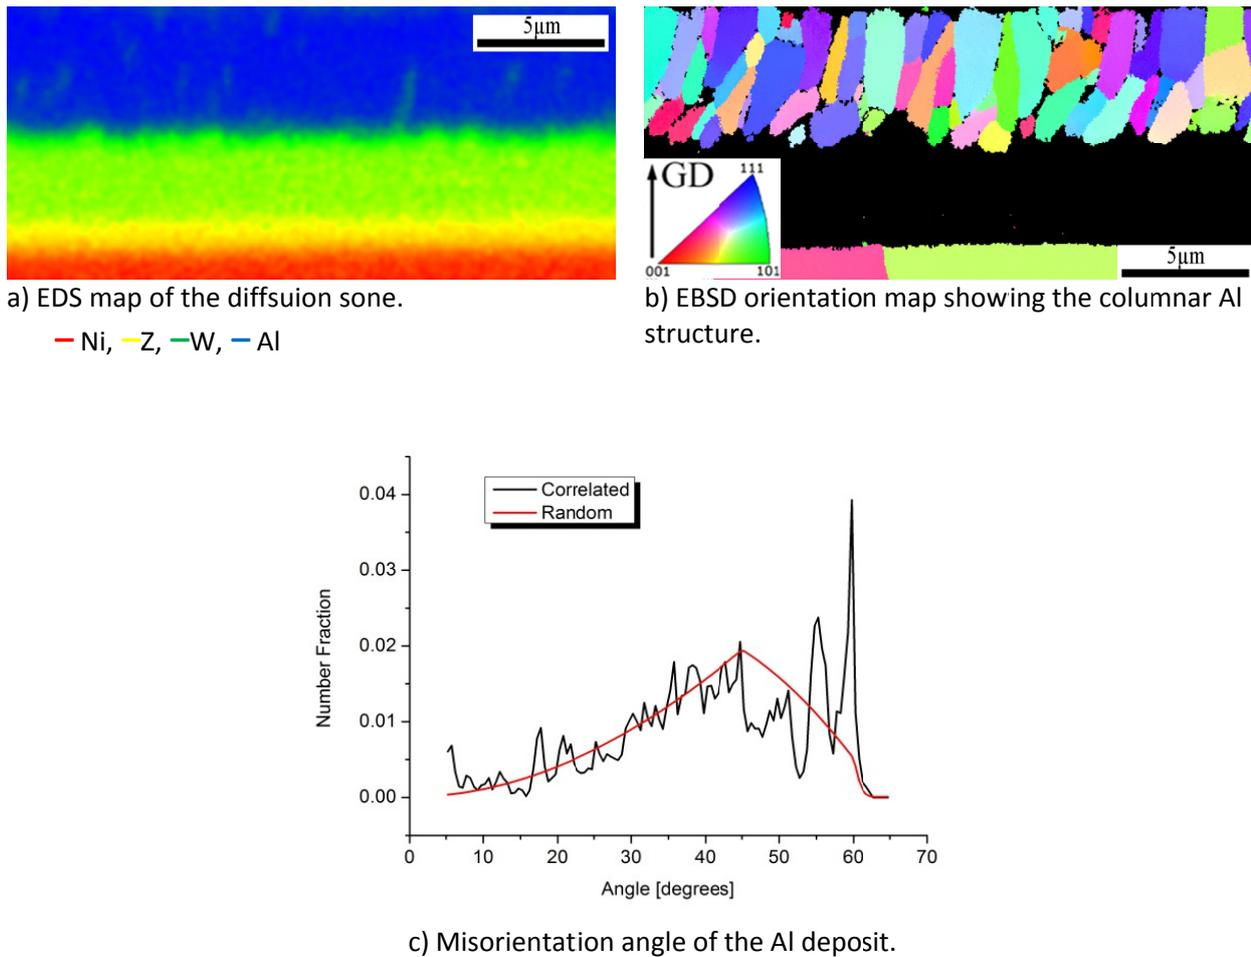 5μm
a) EDS map of the diffsuion sone.
Ni, Z, W, Al
GD
111
001
101
5μm
b) EBSD orientation map showing the columnar Al
structure.
0.04
0.03
0.02
0.01
0.00
Number Fraction
Correlated
Random
0 10 20 30 40 50 60 70
Angle [degrees]
c) Misorientation angle of the Al deposit.